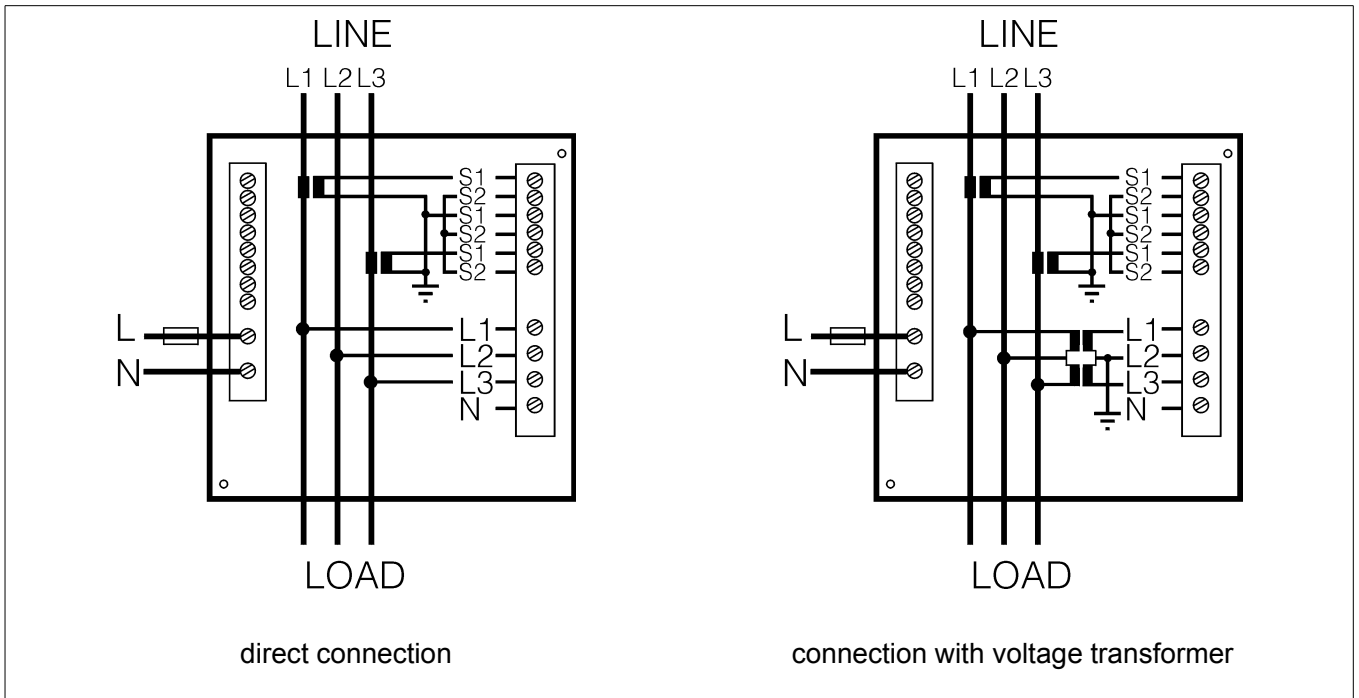 LINE
L1 L2 L3
S1
S2
S1
S2
S1
S2
L
N
L1
L2
L3
N
LOAD
direct connection
LINE
L1 L2 L3
S1
S2
S1
S2
S1
S2
L
N
L1
L2
L3
N
LOAD
connection with voltage transformer